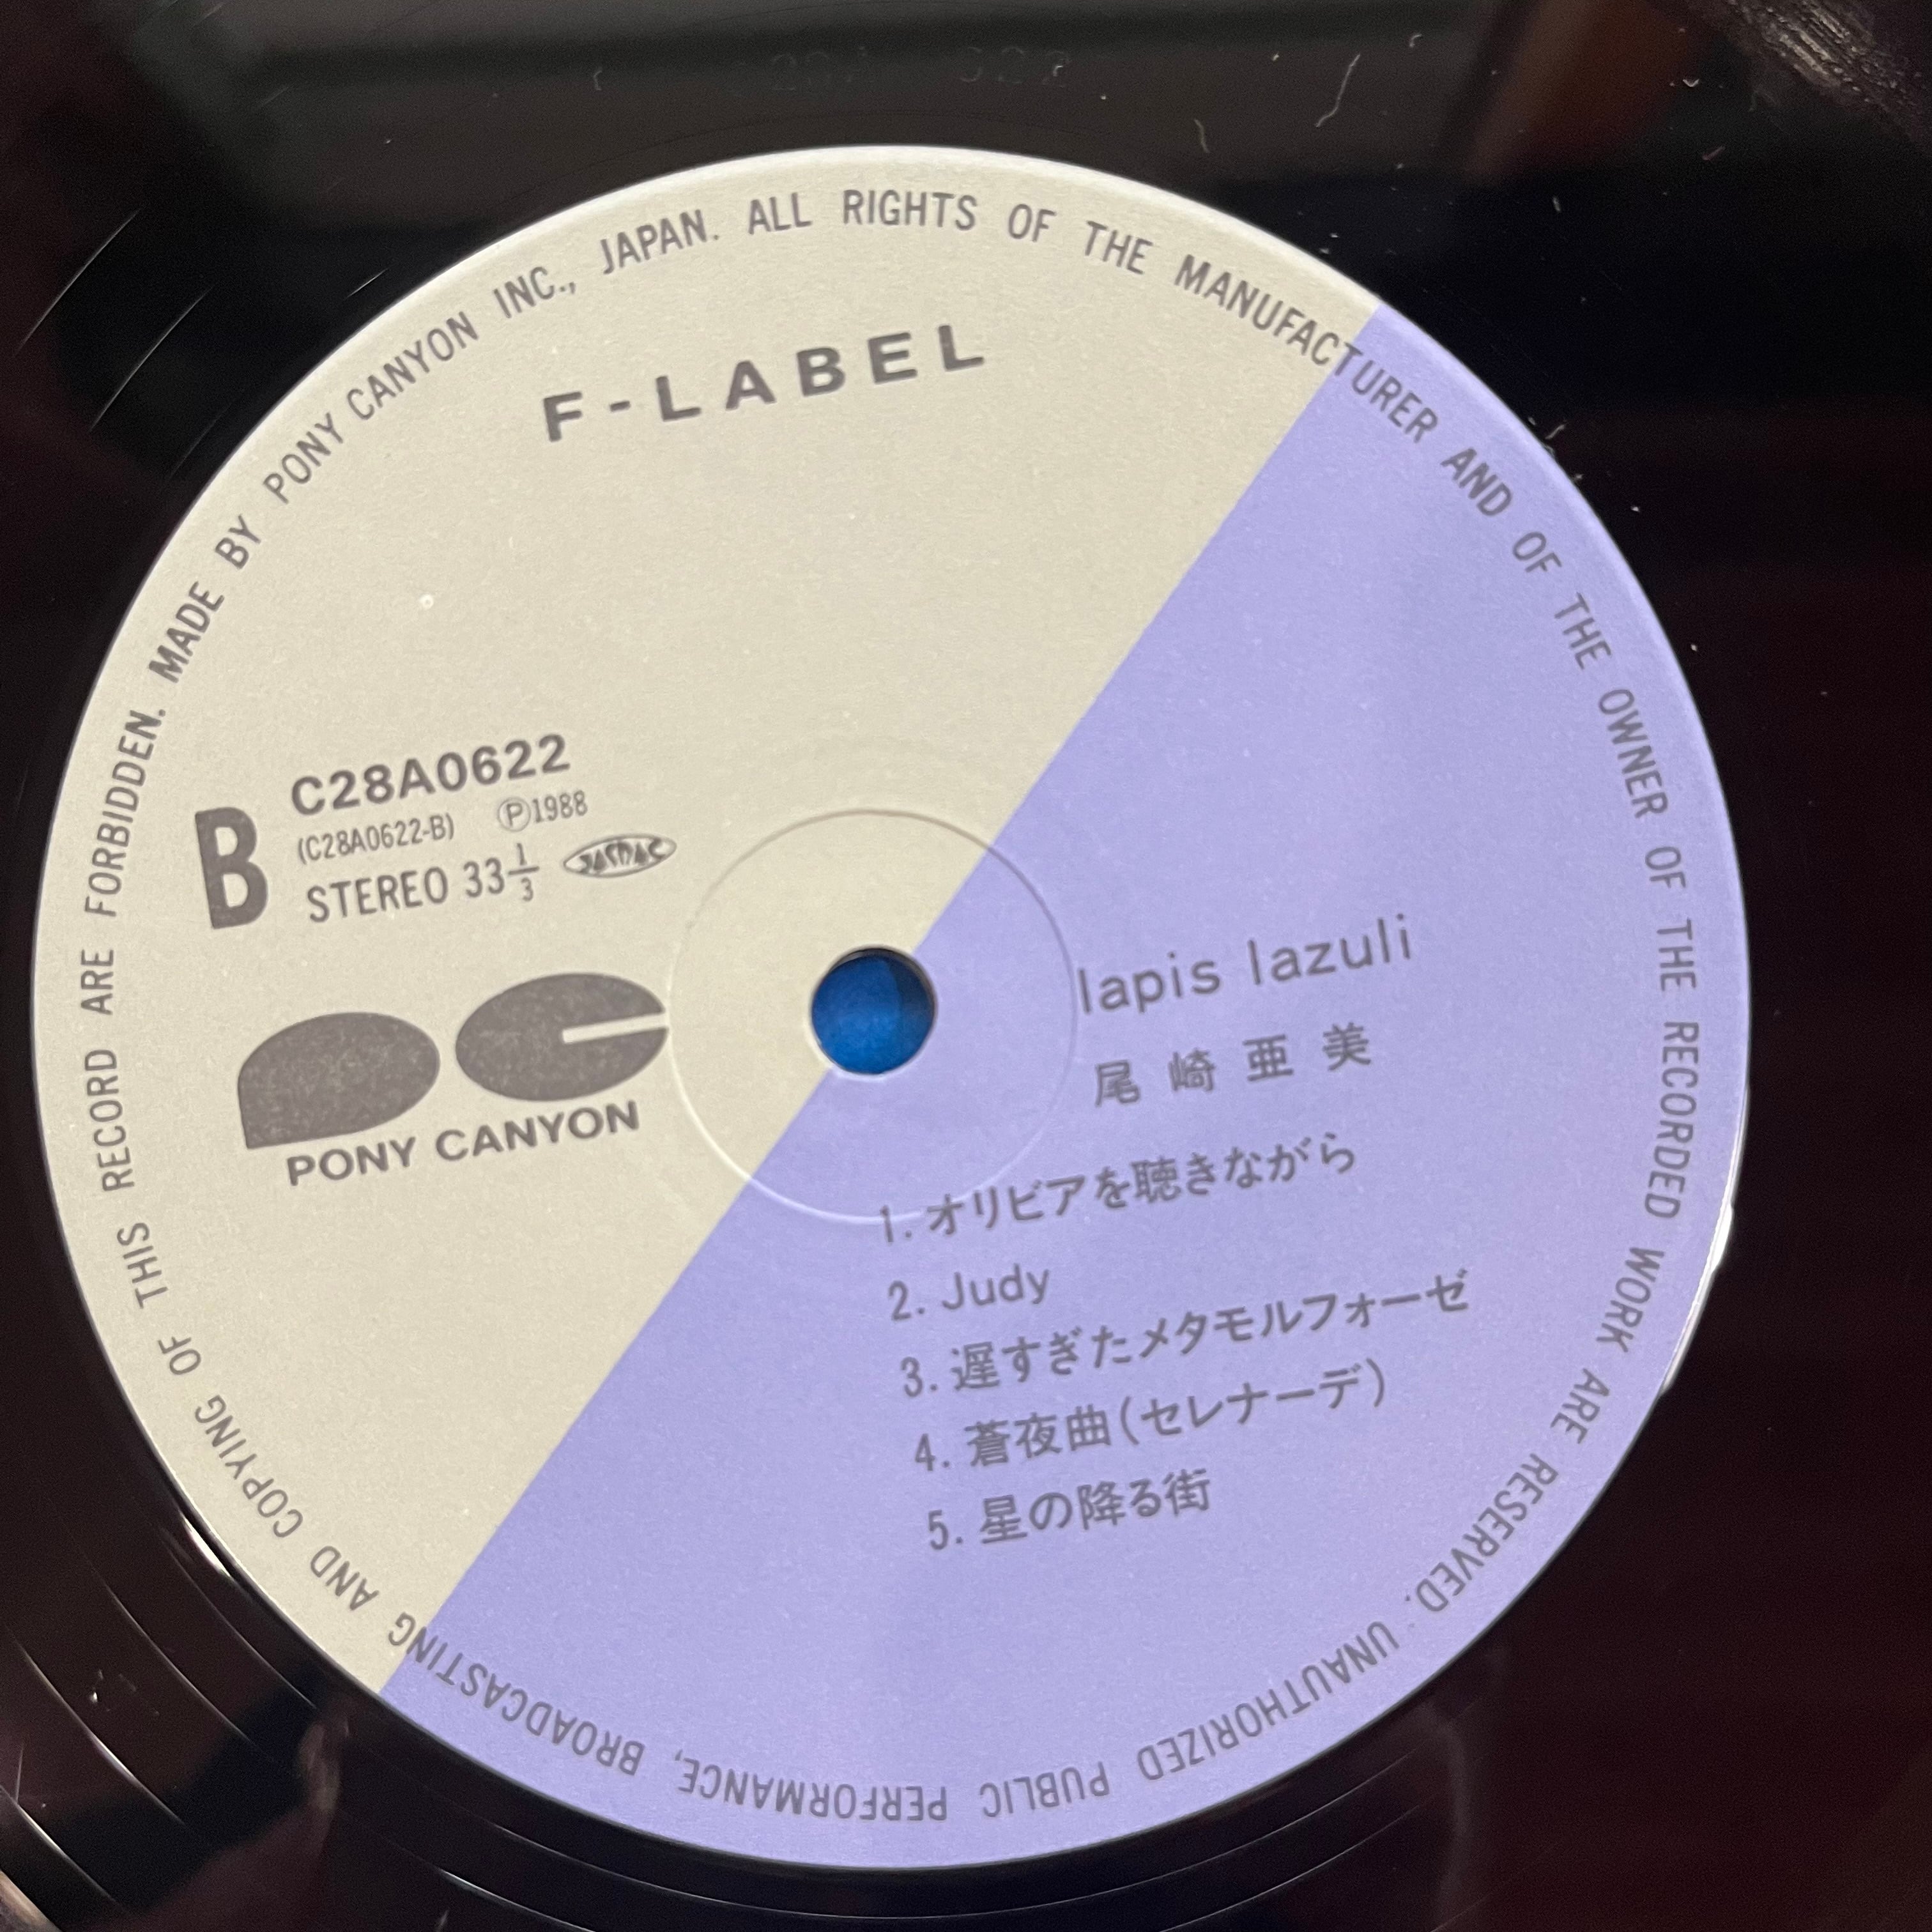 MADE BY PONY CANYON INC., JAPAN. ALL RIGHTS OF THE MANUFACTURER AND OF THE OWNER OF THE RECORDED WORK ARE RESERVED. UNAUTHORIZED PUBLIC PERFORMANCE, BROADCASTING AND COPYING OF THIS RECORD ARE FORBIDDEN.
F-LABEL
B
C28A0622
(C28A0622-B) ℗1988
STEREO 33 1/3 JASRAC
PONY CANYON
lapis lazuli
尾崎亜美
1. オリビアを聴きながら
2. Judy
3. 遅すぎたメタモルフォーゼ
4. 蒼夜曲(セレナーデ)
5. 星の降る街